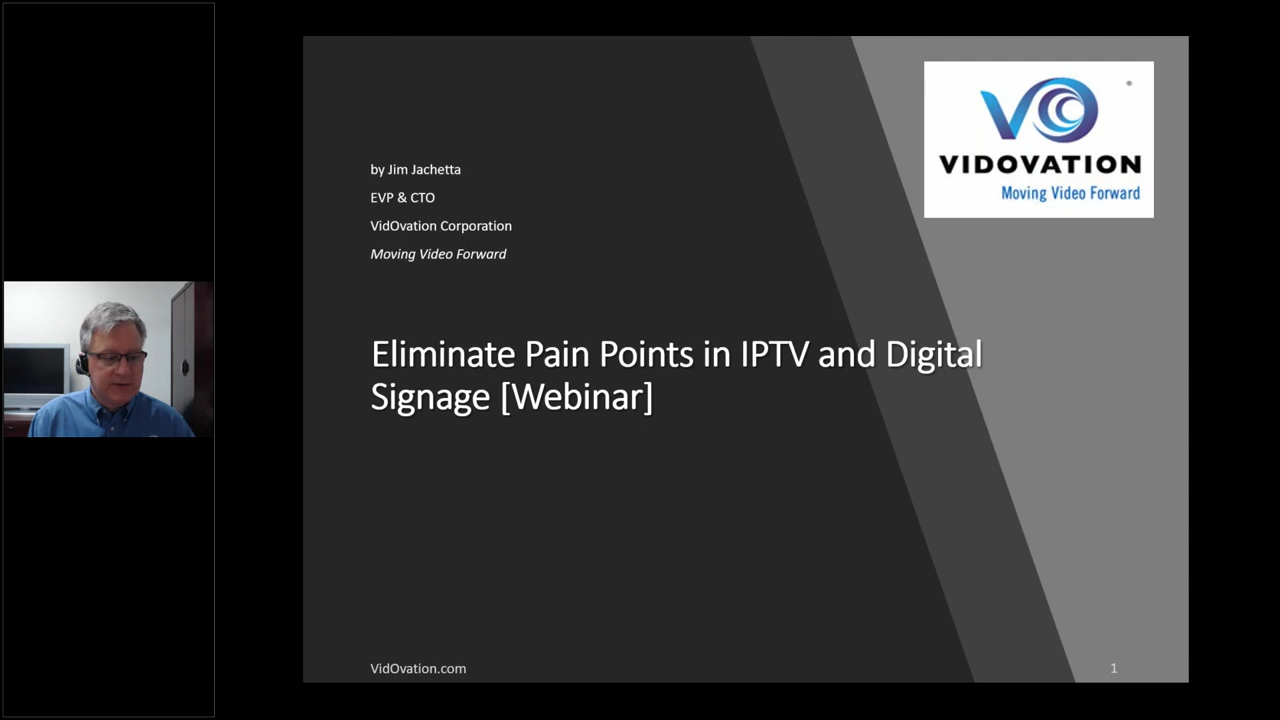 by Jim Jachetta
EVP & CTO
VidOvation Corporation
Moving Video Forward
VIDOVATION
Moving Video Forward
Eliminate Pain Points in IPTV and Digital
Signage [Webinar]
VidOvation.com
1